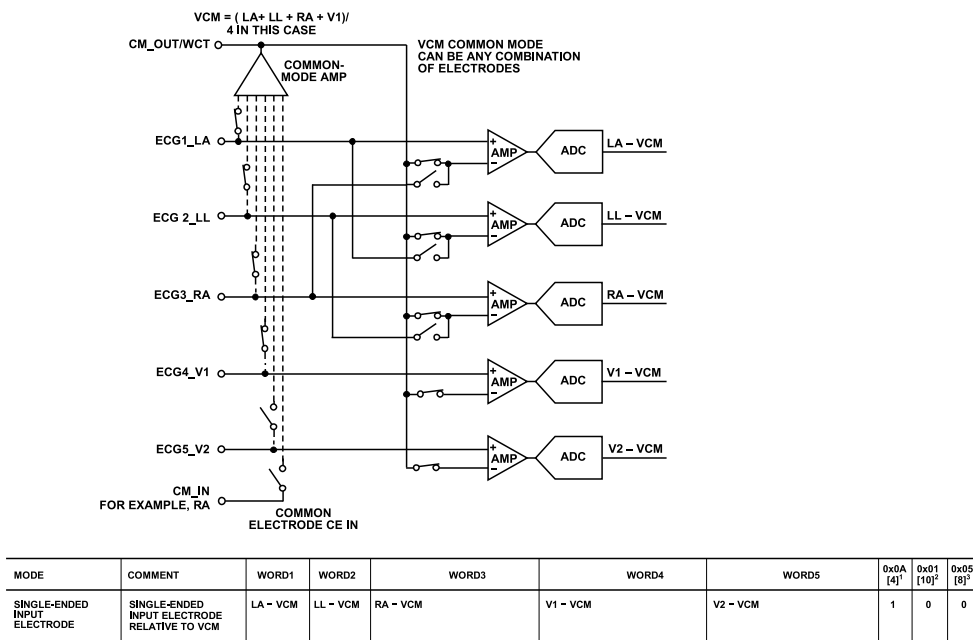 VCM = ( LA+ LL + RA + V1)/
4 IN THIS CASE
CM_OUT/WCT
COMMON-
MODE AMP
VCM COMMON MODE
CAN BE ANY COMBINATION
OF ELECTRODES
ECG1_LA
+
AMP
–
ADC
LA – VCM
ECG 2_LL
+
AMP
–
ADC
LL – VCM
ECG3_RA
+
AMP
–
ADC
RA – VCM
ECG4_V1
+
AMP
–
ADC
V1 – VCM
ECG5_V2
+
AMP
–
ADC
V2 – VCM
CM_IN
FOR EXAMPLE, RA
COMMON
ELECTRODE CE IN
MODE COMMENT WORD1 WORD2 WORD3 WORD4 WORD5 0x0A [4]¹ 0x01 [10]² 0x05 [8]³
SINGLE-ENDED INPUT ELECTRODE SINGLE-ENDED INPUT ELECTRODE RELATIVE TO VCM LA – VCM LL – VCM RA – VCM V1 – VCM V2 – VCM 1 0 0